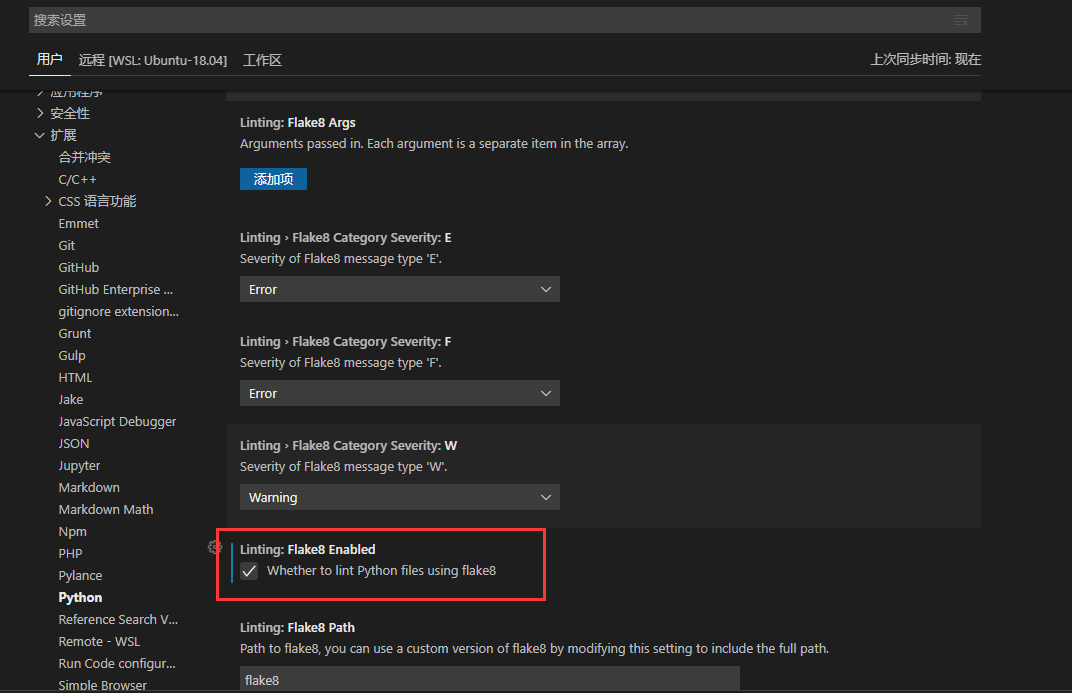 搜索设置
用户 远程 [WSL: Ubuntu-18.04] 工作区 上次同步时间: 现在
应用程序
安全性
扩展
合并冲突
C/C++
CSS 语言功能
Emmet
Git
GitHub
GitHub Enterprise ...
gitignore extension...
Grunt
Gulp
HTML
Jake
JavaScript Debugger
JSON
Jupyter
Markdown
Markdown Math
Npm
PHP
Pylance
Python
Reference Search V...
Remote - WSL
Run Code configur...
Simple Browser
Linting: Flake8 Args
Arguments passed in. Each argument is a separate item in the array.
添加项
Linting › Flake8 Category Severity: E
Severity of Flake8 message type 'E'.
Error
Linting › Flake8 Category Severity: F
Severity of Flake8 message type 'F'.
Error
Linting › Flake8 Category Severity: W
Severity of Flake8 message type 'W'.
Warning
Linting: Flake8 Enabled
Whether to lint Python files using flake8
Linting: Flake8 Path
Path to flake8, you can use a custom version of flake8 by modifying this setting to include the full path.
flake8